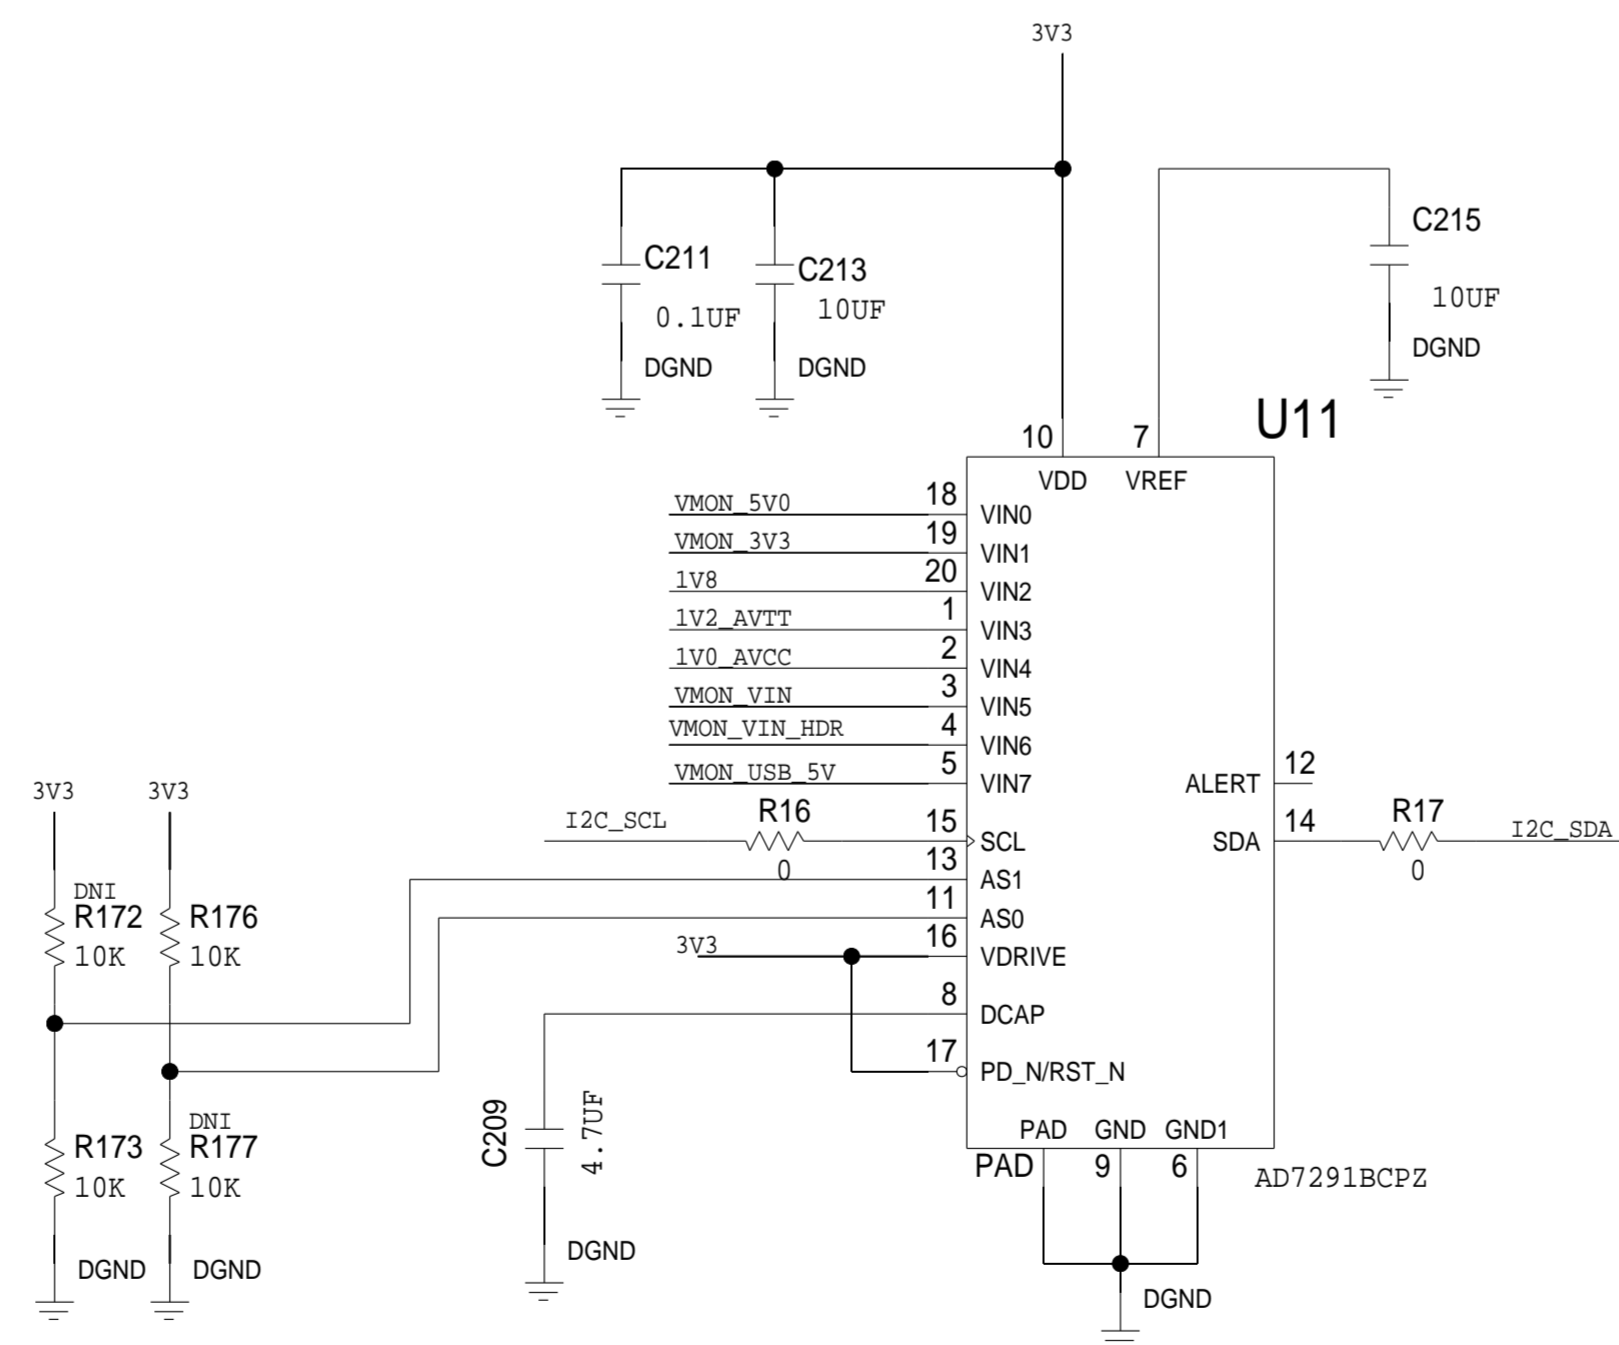 3V3
C211
0.1UF
DGND
C213
10UF
DGND
C215
10UF
DGND
U11
10
7
VDD
VREF
VMON_5V0
18
VIN0
VMON_3V3
19
VIN1
1V8
20
VIN2
1V2_AVTT
1
VIN3
1V0_AVCC
2
VIN4
VMON_VIN
3
VIN5
VMON_VIN_HDR
4
VIN6
VMON_USB_5V
5
VIN7
12
ALERT
I2C_SCL
R16
0
15
SCL
14
SDA
R17
0
I2C_SDA
13
AS1
11
AS0
3V3
16
VDRIVE
8
DCAP
17
PD_N/RST_N
3V3
3V3
DNI
R172
10K
R176
10K
R173
10K
DNI
R177
10K
DGND
DGND
C209
4.7UF
DGND
PAD
GND
GND1
PAD
9
6
AD7291BCPZ
DGND